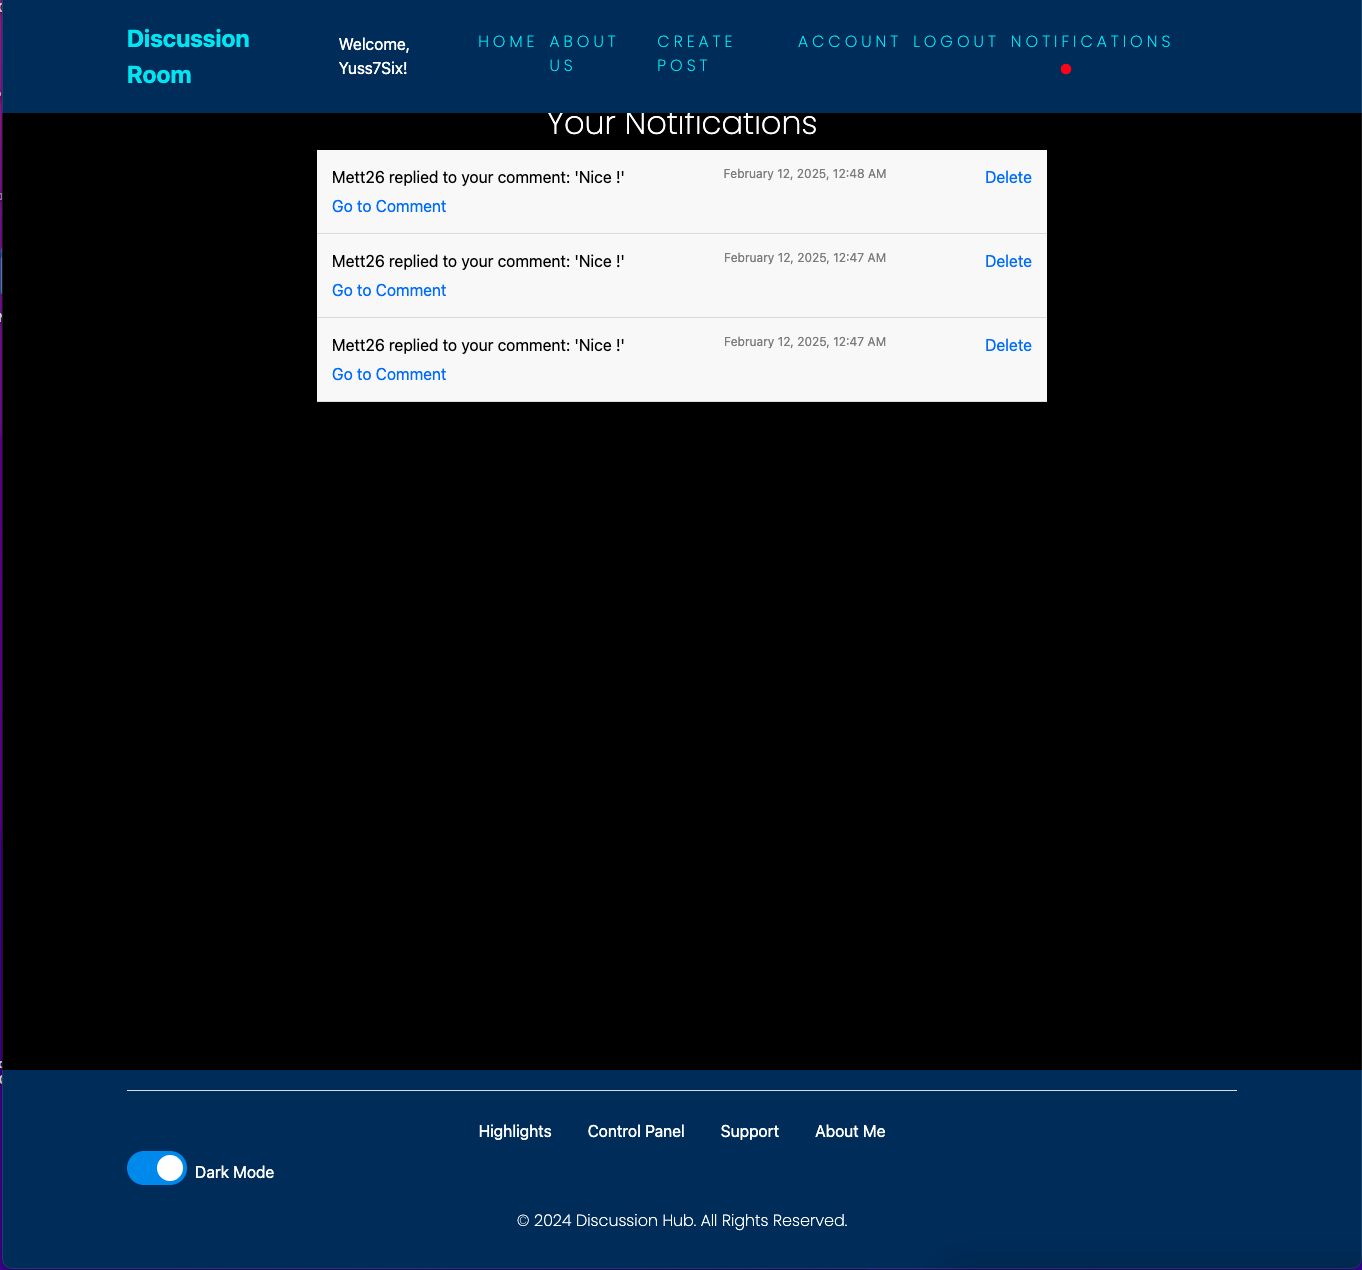 Discussion
Room
Welcome,
Yuss7Six!
HOME
ABOUT
US
CREATE
POST
ACCOUNT
LOGOUT
NOTIFICATIONS
Your Notifications
Mett26 replied to your comment: 'Nice !'
February 12, 2025, 12:48 AM
Delete
Go to Comment
Mett26 replied to your comment: 'Nice !'
February 12, 2025, 12:47 AM
Delete
Go to Comment
Mett26 replied to your comment: 'Nice !'
February 12, 2025, 12:47 AM
Delete
Go to Comment
Highlights
Control Panel
Support
About Me
Dark Mode
© 2024 Discussion Hub. All Rights Reserved.